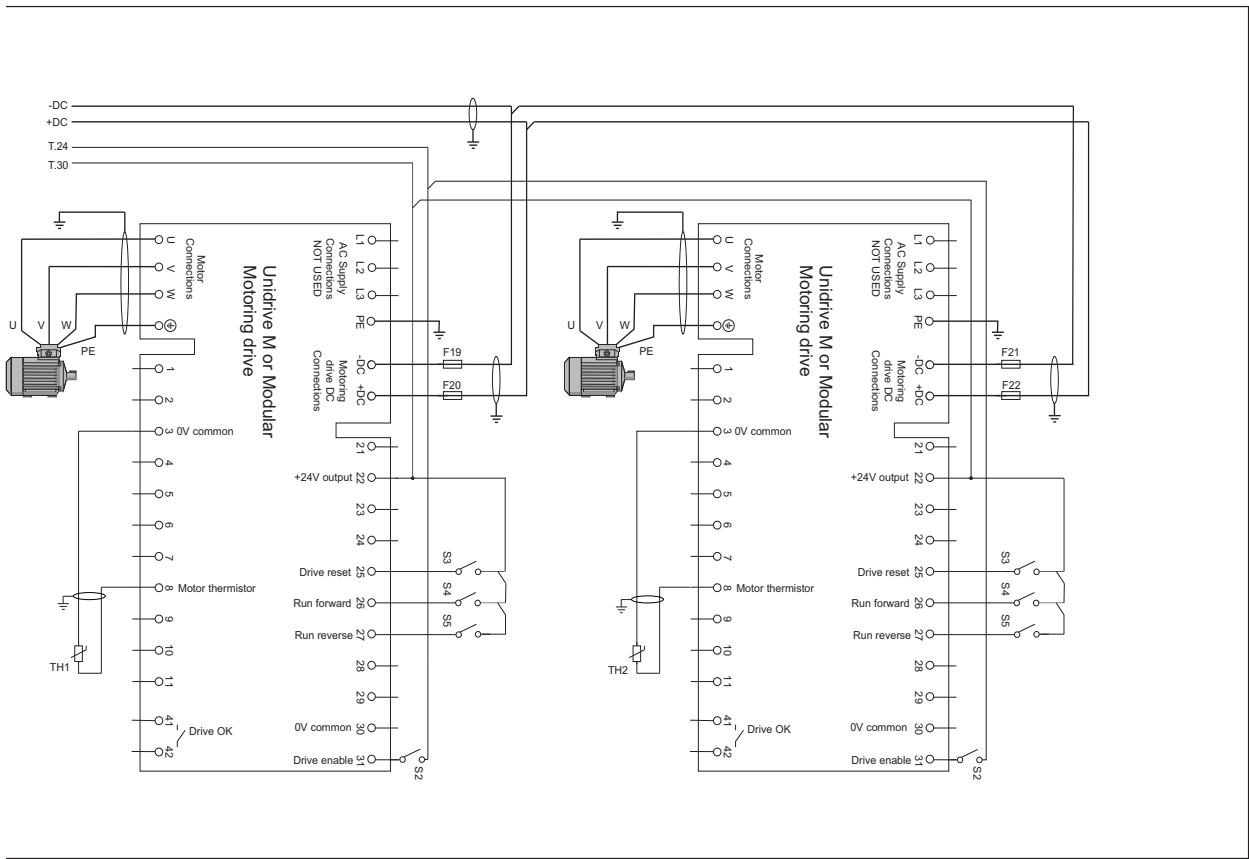 -DC
+DC
T.24
T.30
U
V
W
PE
U
V
W
Motor
Connections
Unidrive M or Modular
Motoring drive
AC Supply
Connections
NOT USED
L1
L2
L3
PE
Motoring
drive DC
Connections
-DC
+DC
F19
F20
1
2
3 0V common
4
5
6
7
8 Motor thermistor
9
10
11
41
42
Drive OK
TH1
21
+24V output 22
23
24
Drive reset 25
Run forward 26
Run reverse 27
28
29
0V common 30
Drive enable 31
S3
S4
S5
S2
U
V
W
PE
U
V
W
Motor
Connections
Unidrive M or Modular
Motoring drive
AC Supply
Connections
NOT USED
L1
L2
L3
PE
Motoring
drive DC
Connections
-DC
+DC
F21
F22
1
2
3 0V common
4
5
6
7
8 Motor thermistor
9
10
11
41
42
Drive OK
TH2
21
+24V output 22
23
24
Drive reset 25
Run forward 26
Run reverse 27
28
29
0V common 30
Drive enable 31
S3
S4
S5
S2